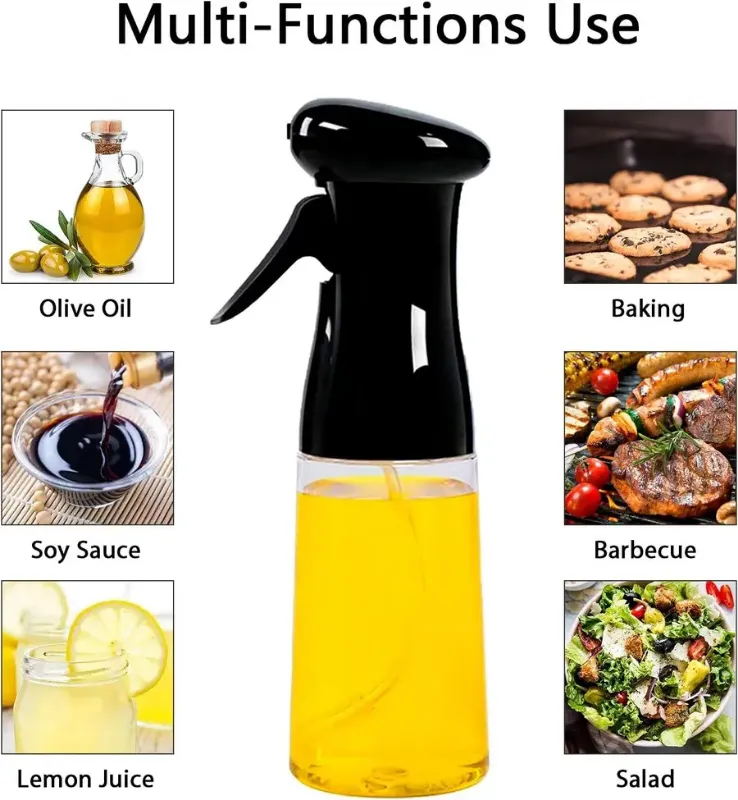 Multi-Functions Use
Olive Oil
Baking
Soy Sauce
Barbecue
Lemon Juice
Salad